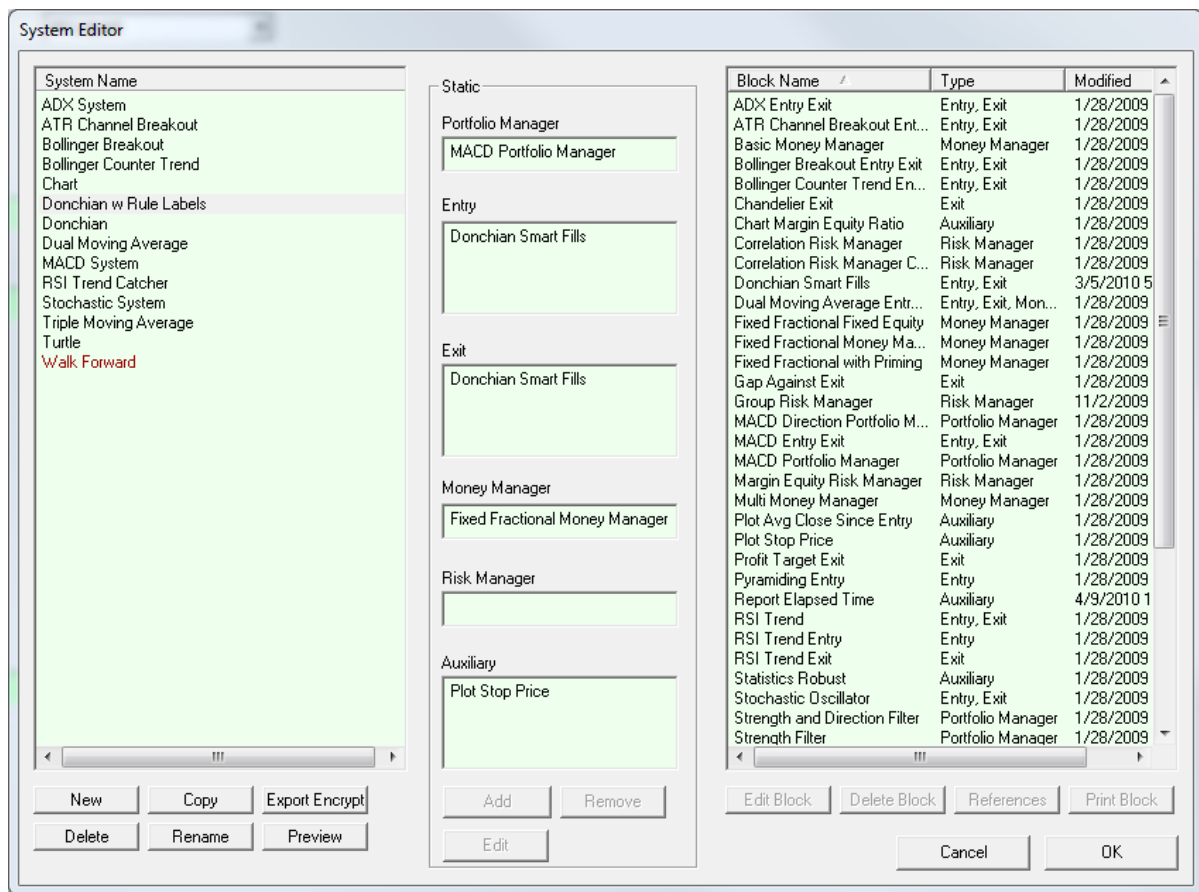 System Editor
System Name
ADX System
ATR Channel Breakout
Bollinger Breakout
Bollinger Counter Trend
Chart
Donchian w Rule Labels
Donchian
Dual Moving Average
MACD System
RSI Trend Catcher
Stochastic System
Triple Moving Average
Turtle
Walk Forward
New Copy Export Encrypt
Delete Rename Preview
Static
Portfolio Manager
MACD Portfolio Manager
Entry
Donchian Smart Fills
Exit
Donchian Smart Fills
Money Manager
Fixed Fractional Money Manager
Risk Manager
Auxiliary
Plot Stop Price
Add Remove
Edit
Block Name Type Modified
ADX Entry Exit Entry, Exit 1/28/2009
ATR Channel Breakout Ent... Entry, Exit 1/28/2009
Basic Money Manager Money Manager 1/28/2009
Bollinger Breakout Entry Exit Entry, Exit 1/28/2009
Bollinger Counter Trend En... Entry, Exit 1/28/2009
Chandelier Exit Exit 1/28/2009
Chart Margin Equity Ratio Auxiliary 1/28/2009
Correlation Risk Manager Risk Manager 1/28/2009
Correlation Risk Manager C... Risk Manager 1/28/2009
Donchian Smart Fills Entry, Exit 3/5/2010 5
Dual Moving Average Entr... Entry, Exit, Mon... 1/28/2009
Fixed Fractional Fixed Equity Money Manager 1/28/2009
Fixed Fractional Money Ma... Money Manager 1/28/2009
Fixed Fractional with Priming Money Manager 1/28/2009
Gap Against Exit Exit 1/28/2009
Group Risk Manager Risk Manager 11/2/2009
MACD Direction Portfolio M... Portfolio Manager 1/28/2009
MACD Entry Exit Entry, Exit 1/28/2009
MACD Portfolio Manager Portfolio Manager 1/28/2009
Margin Equity Risk Manager Risk Manager 1/28/2009
Multi Money Manager Money Manager 1/28/2009
Plot Avg Close Since Entry Auxiliary 1/28/2009
Plot Stop Price Auxiliary 1/28/2009
Profit Target Exit Exit 1/28/2009
Pyramiding Entry Entry 1/28/2009
Report Elapsed Time Auxiliary 4/9/2010 1
RSI Trend Entry, Exit 1/28/2009
RSI Trend Entry Entry 1/28/2009
RSI Trend Exit Exit 1/28/2009
Statistics Robust Auxiliary 1/28/2009
Stochastic Oscillator Entry, Exit 1/28/2009
Strength and Direction Filter Portfolio Manager 1/28/2009
Strength Filter Portfolio Manager 1/28/2009
Edit Block Delete Block References Print Block
Cancel OK